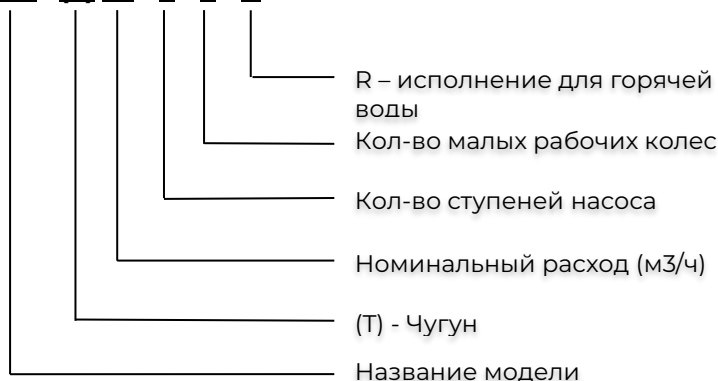 R – исполнение для горячей
воды
Кол-во малых рабочих колес
Кол-во ступеней насоса
Номинальный расход (м3/ч)
(T) - Чугун
Название модели